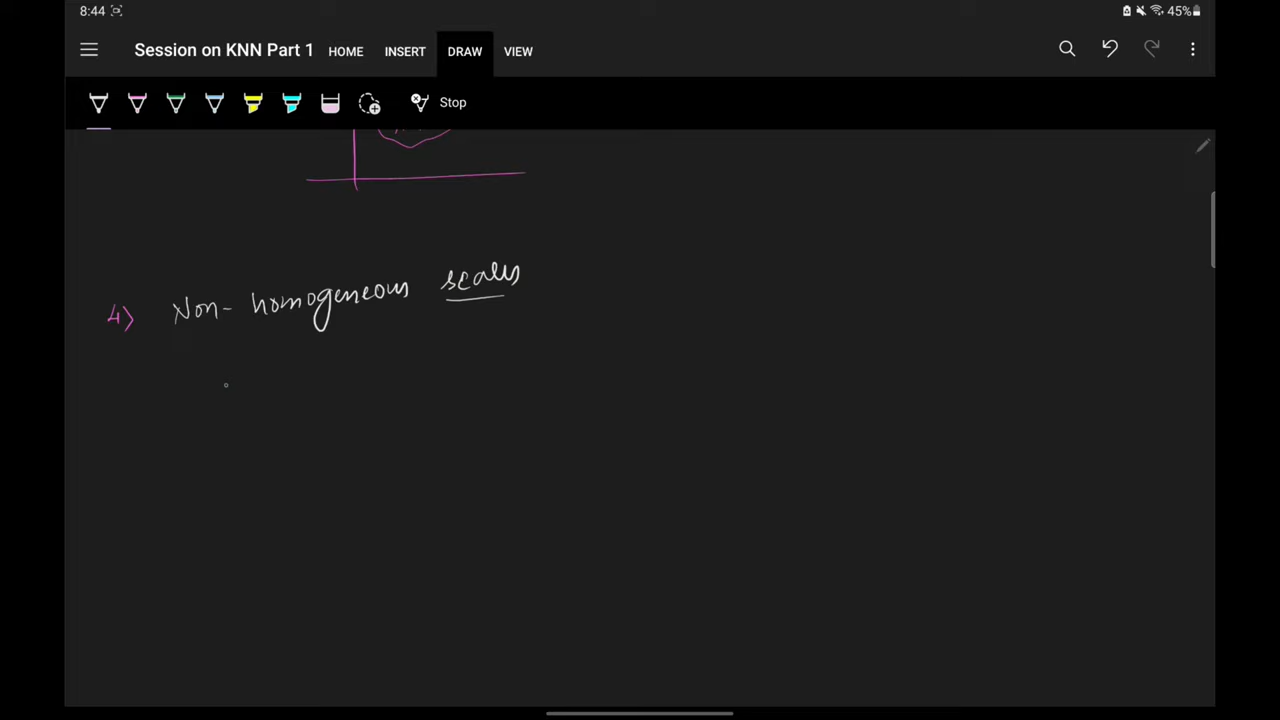 8:44 45%
Session on KNN Part 1 HOME INSERT DRAW VIEW
Stop
4) Non-homogeneous scales